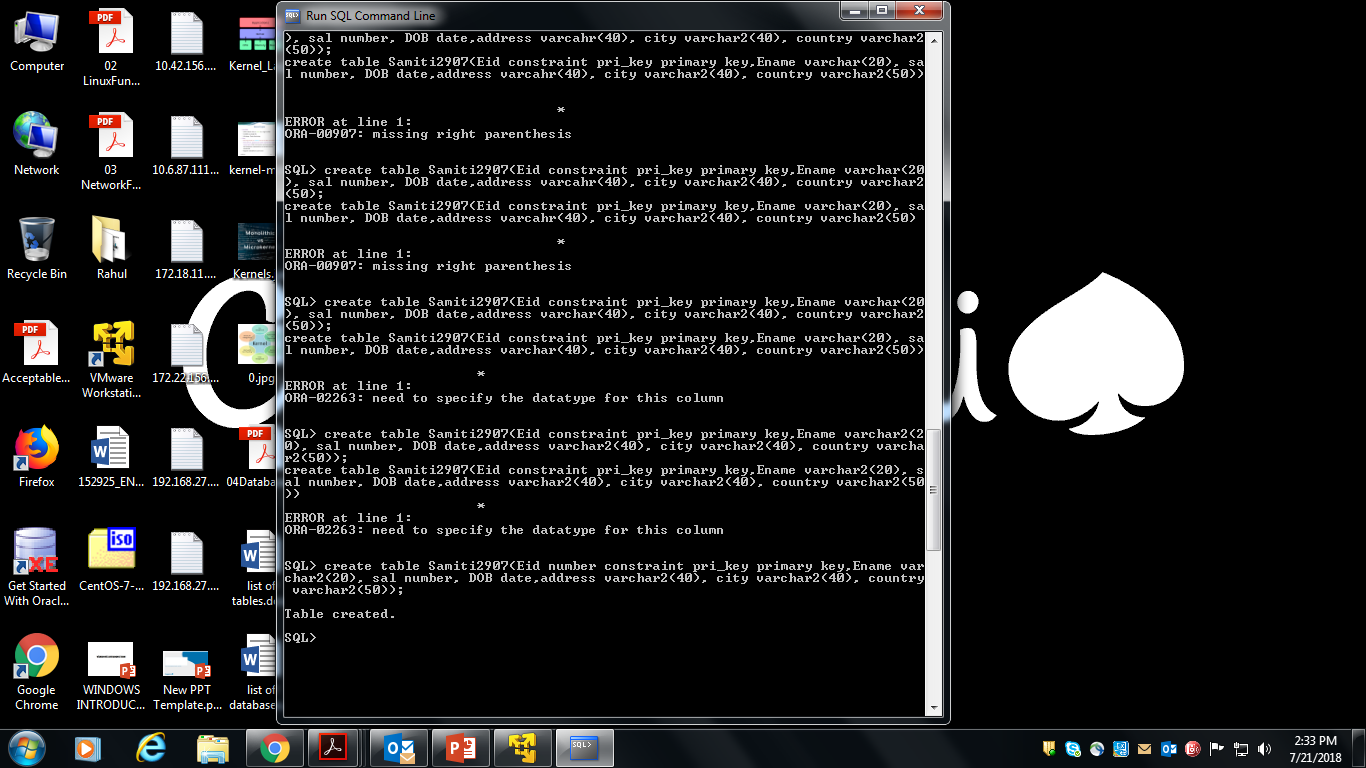 Computer
PDF
02
LinuxFun...
10.42.156....
Kernel_La
Network
PDF
03
NetworkF...
10.6.87.111...
kernel-m
Recycle Bin
Rahul
172.18.11....
Monolithic
vs
Microkerne
Kernels.
PDF
Acceptable...
VMware
Workstati...
172.22.156....
Kernel
0.jpg
Firefox
152925_EN...
192.168.27....
PDF
04Databa
XE
Get Started
With Oracl...
iso
CentOS-7-...
192.168.27....
list of
tables.do
Google
Chrome
WINDOWS
INTRODUC...
New PPT
Template.p...
list of
database
Run SQL Command Line
), sal number, DOB date,address varcahr(40), city varchar2(40), country varchar2
(50));
create table Samiti2907(Eid constraint pri_key primary key,Ename varchar(20), sa
l number, DOB date,address varcahr(40), city varchar2(40), country varchar2(50))
*
ERROR at line 1:
ORA-00907: missing right parenthesis
SQL> create table Samiti2907(Eid constraint pri_key primary key,Ename varchar(20
), sal number, DOB date,address varcahr(40), city varchar2(40), country varchar2
(50);
create table Samiti2907(Eid constraint pri_key primary key,Ename varchar(20), sa
l number, DOB date,address varcahr(40), city varchar2(40), country varchar2(50)
*
ERROR at line 1:
ORA-00907: missing right parenthesis
SQL> create table Samiti2907(Eid constraint pri_key primary key,Ename varchar(20
), sal number, DOB date,address varchar(40), city varchar2(40), country varchar2
(50));
create table Samiti2907(Eid constraint pri_key primary key,Ename varchar(20), sa
l number, DOB date,address varchar(40), city varchar2(40), country varchar2(50))
*
ERROR at line 1:
ORA-02263: need to specify the datatype for this column
SQL> create table Samiti2907(Eid constraint pri_key primary key,Ename varchar2(2
0), sal number, DOB date,address varchar2(40), city varchar2(40), country varcha
r2(50));
create table Samiti2907(Eid constraint pri_key primary key,Ename varchar2(20), s
al number, DOB date,address varchar2(40), city varchar2(40), country varchar2(50
))
*
ERROR at line 1:
ORA-02263: need to specify the datatype for this column
SQL> create table Samiti2907(Eid number constraint pri_key primary key,Ename var
char2(20), sal number, DOB date,address varchar2(40), city varchar2(40), country
varchar2(50));
Table created.
SQL>
2:33 PM
7/21/2018